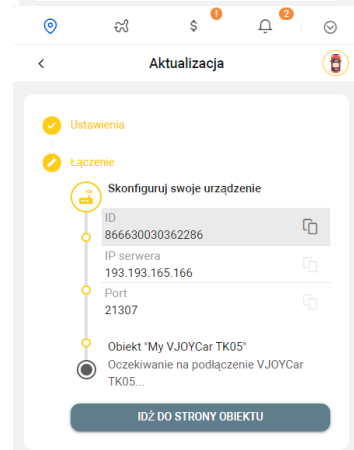 $ ! 2
Aktualizacja
Ustawienia
Łączenie
Skonfiguruj swoje urządzenie
ID
866630030362286
IP serwera
193.193.165.166
Port
21307
Obiekt "My VJOYCar TK05"
Oczekiwanie na podłączenie VJOYCar
TK05...
IDŹ DO STRONY OBIEKTU